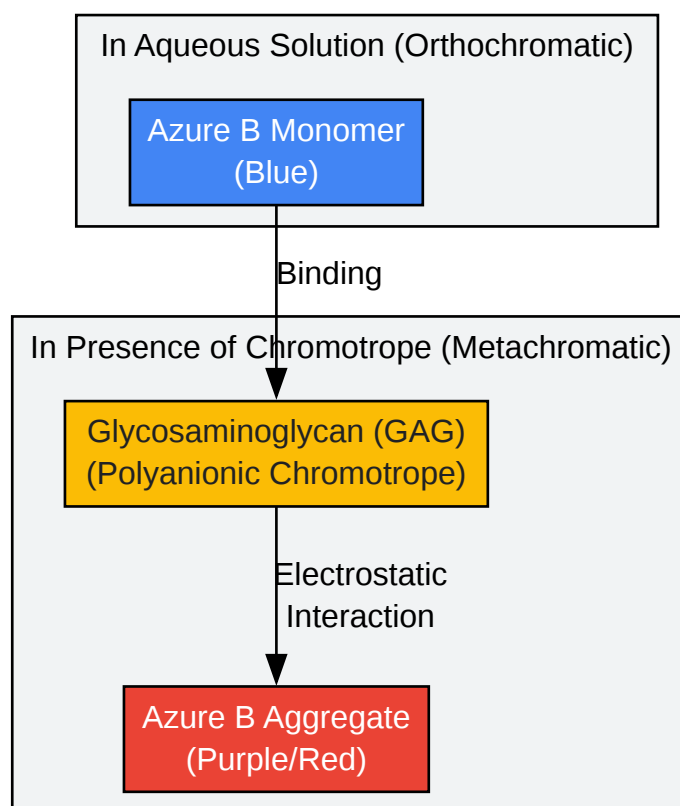 In Aqueous Solution (Orthochromatic)
Azure B Monomer
(Blue)
Binding
In Presence of Chromotrope (Metachromatic)
Glycosaminoglycan (GAG)
(Polyanionic Chromotrope)
Electrostatic
Interaction
Azure B Aggregate
(Purple/Red)